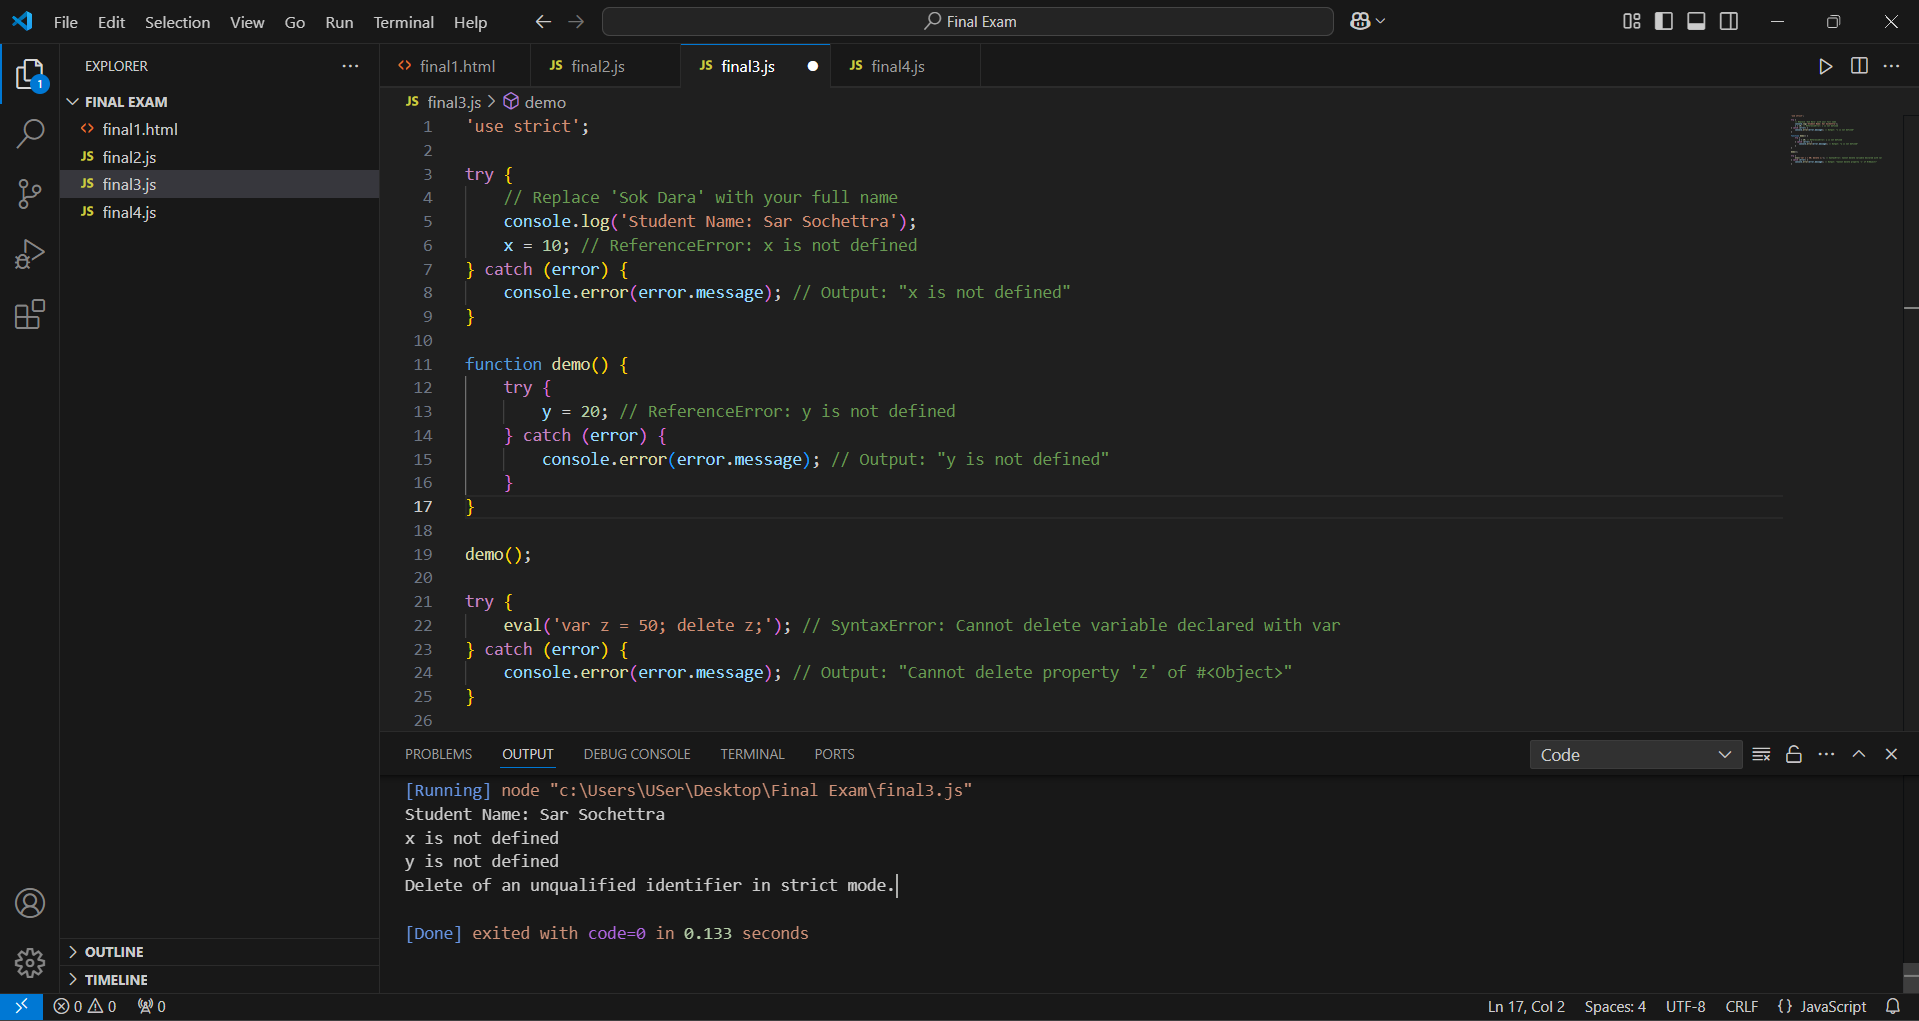 File Edit Selection View Go Run Terminal Help Final Exam
EXPLORER
final1.html JS final2.js JS final3.js JS final4.js
1
FINAL EXAM
final1.html
JS final2.js
JS final3.js
JS final4.js
JS final3.js > demo
1 'use strict';
2
3 try {
4 // Replace 'Sok Dara' with your full name
5 console.log('Student Name: Sar Sochettra');
6 x = 10; // ReferenceError: x is not defined
7 } catch (error) {
8 console.error(error.message); // Output: "x is not defined"
9 }
10
11 function demo() {
12 try {
13 y = 20; // ReferenceError: y is not defined
14 } catch (error) {
15 console.error(error.message); // Output: "y is not defined"
16 }
17 }
18
19 demo();
20
21 try {
22 eval('var z = 50; delete z;'); // SyntaxError: Cannot delete variable declared with var
23 } catch (error) {
24 console.error(error.message); // Output: "Cannot delete property 'z' of #<Object>"
25 }
26
PROBLEMS OUTPUT DEBUG CONSOLE TERMINAL PORTS Code
[Running] node "c:\Users\USer\Desktop\Final Exam\final3.js"
Student Name: Sar Sochettra
x is not defined
y is not defined
Delete of an unqualified identifier in strict mode.
[Done] exited with code=0 in 0.133 seconds
OUTLINE
TIMELINE
0 0 0 Ln 17, Col 2 Spaces: 4 UTF-8 CRLF {} JavaScript